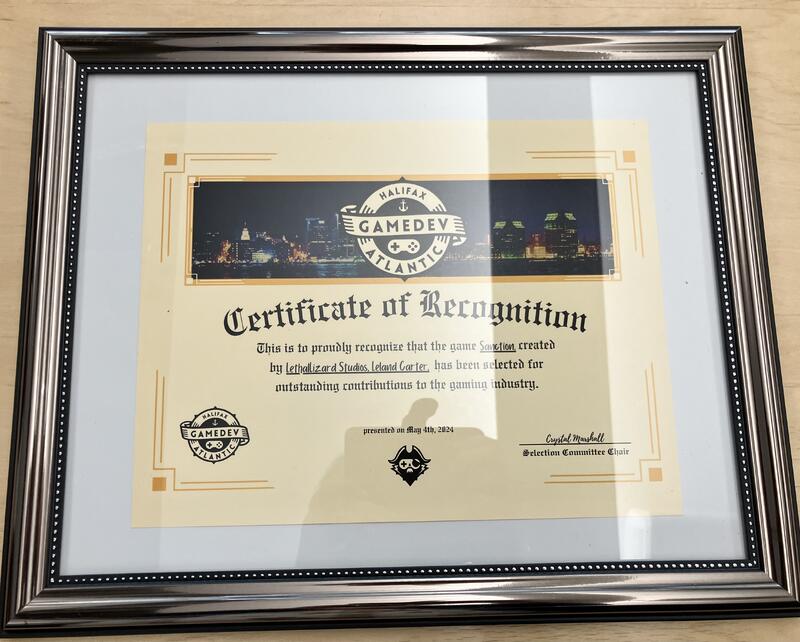 HALIFAX
GAMEDEV
ATLANTIC
Certificate of Recognition
This is to proudly recognize that the game Sanction, created
by LethalLizard Studios, Leland Carter, has been selected for
outstanding contributions to the gaming industry.
HALIFAX
GAMEDEV
ATLANTIC
presented on May 4th, 2024
Crystal Marshall
Selection Committee Chair